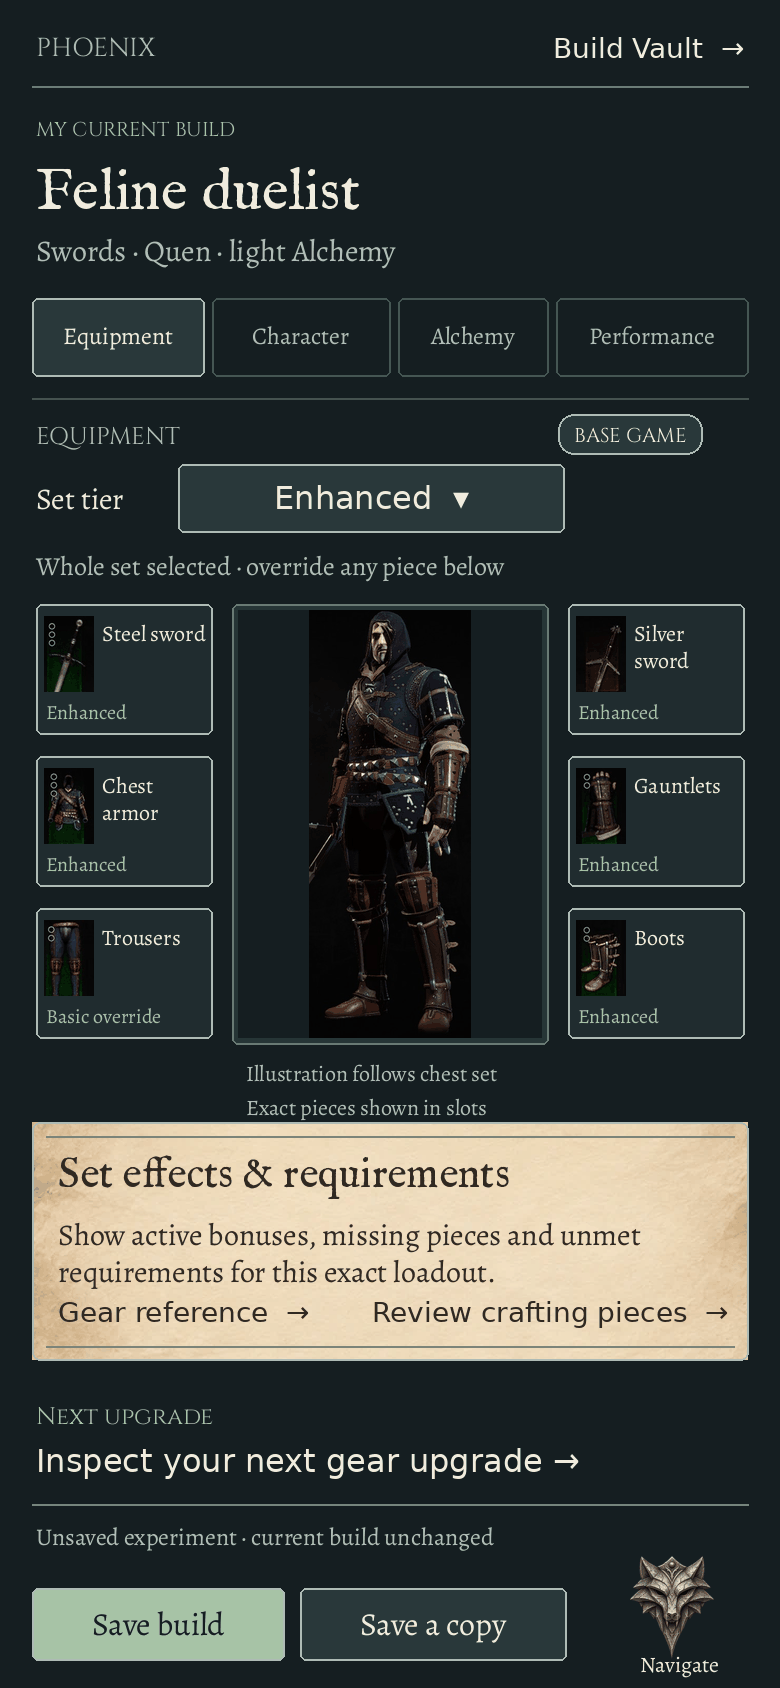 PHOENIX
Build Vault →
MY CURRENT BUILD
Feline duelist
Swords · Quen · light Alchemy
Equipment
Character
Alchemy
Performance
EQUIPMENT
BASE GAME
Set tier
Enhanced ▼
Whole set selected · override any piece below
Steel sword
Enhanced
Silver
sword
Enhanced
Chest
armor
Enhanced
Gauntlets
Enhanced
Trousers
Basic override
Boots
Enhanced
Illustration follows chest set
Exact pieces shown in slots
Set effects & requirements
Show active bonuses, missing pieces and unmet
requirements for this exact loadout.
Gear reference →
Review crafting pieces →
NEXT UPGRADE
Inspect your next gear upgrade →
Unsaved experiment · current build unchanged
Save build
Save a copy
Navigate